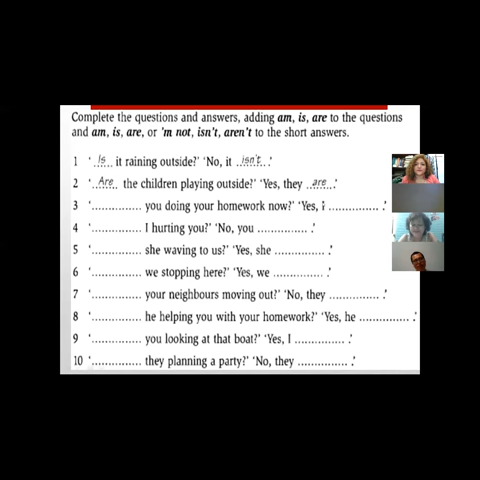 Complete the questions and answers, adding am, is, are to the questions
and am, is, are, or 'm not, isn't, aren't to the short answers.
1 '...Is... it raining outside?' 'No, it ...isn't...'
2 '...Are... the children playing outside?' 'Yes, they ...are...'
3 '.............. you doing your homework now?' 'Yes, I .............. .'
4 '.............. I hurting you?' 'No, you .............. .'
5 '.............. she waving to us?' 'Yes, she .............. .'
6 '.............. we stopping here?' 'Yes, we .............. .'
7 '.............. your neighbours moving out?' 'No, they .............. .'
8 '.............. he helping you with your homework?' 'Yes, he .............. .'
9 '.............. you looking at that boat?' 'Yes, I .............. .'
10 '.............. they planning a party?' 'No, they .............. .'